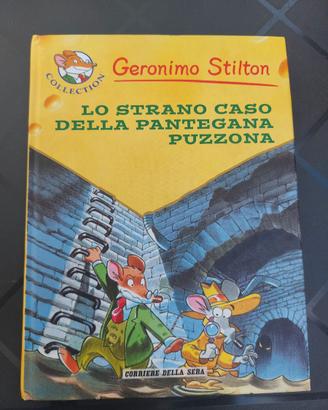 COLLECTION
Geronimo Stilton
LO STRANO CASO
DELLA PANTEGANA
PUZZONA
CORRIERE DELLA SERA